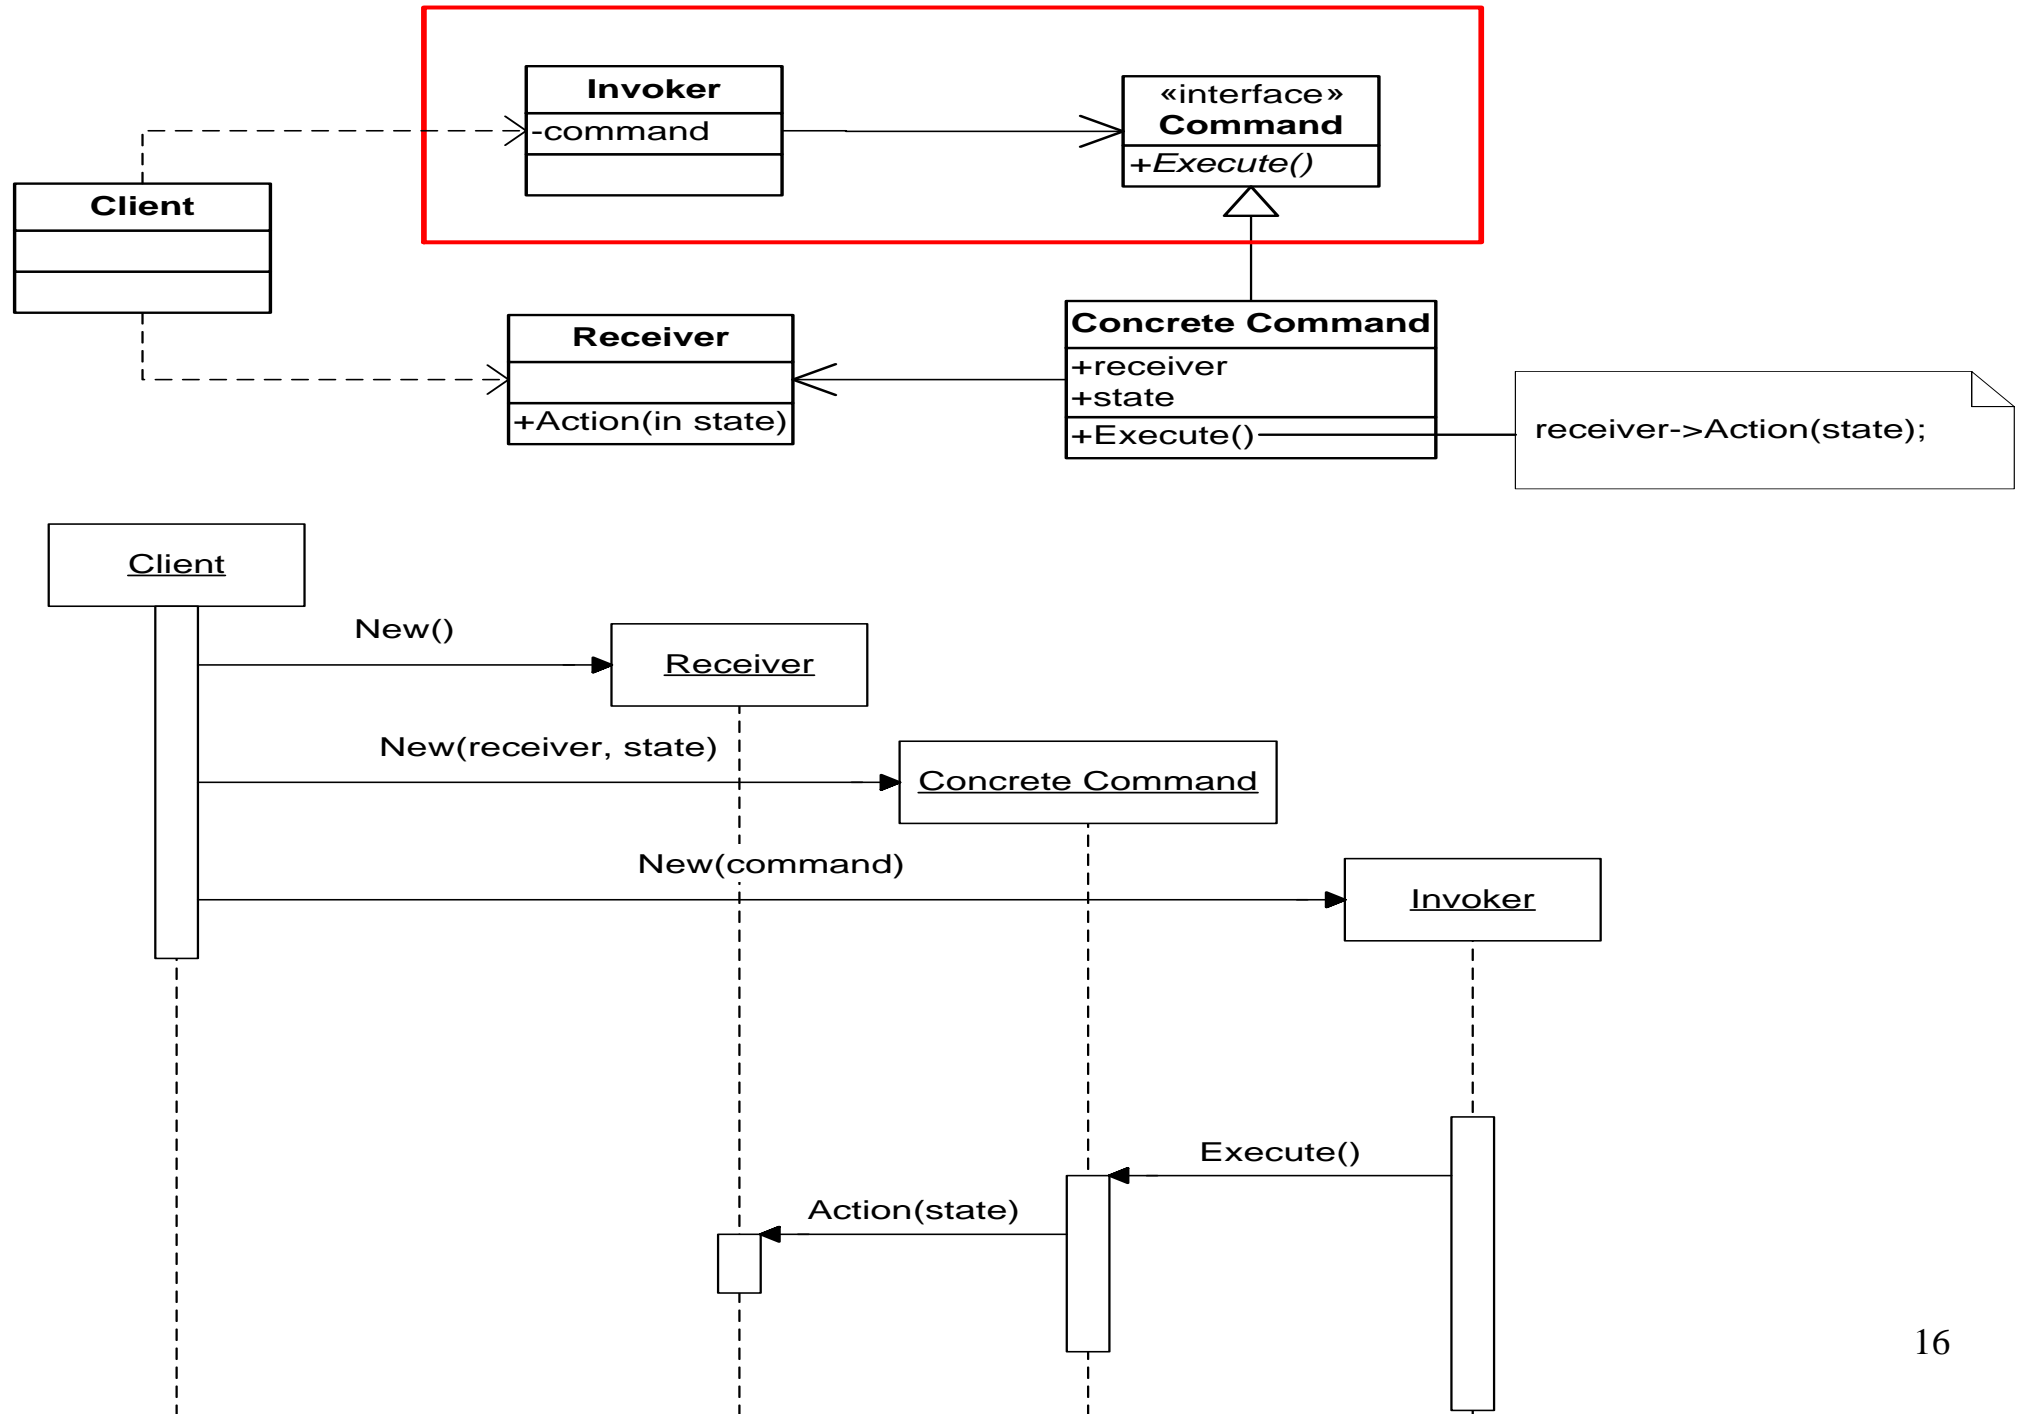 Invoker
-command
«interface»
Command
+Execute()
Client
Receiver
+Action(in state)
Concrete Command
+receiver
+state
+Execute()
receiver->Action(state);
Client
New()
Receiver
New(receiver, state)
Concrete Command
New(command)
Invoker
Execute()
Action(state)
16